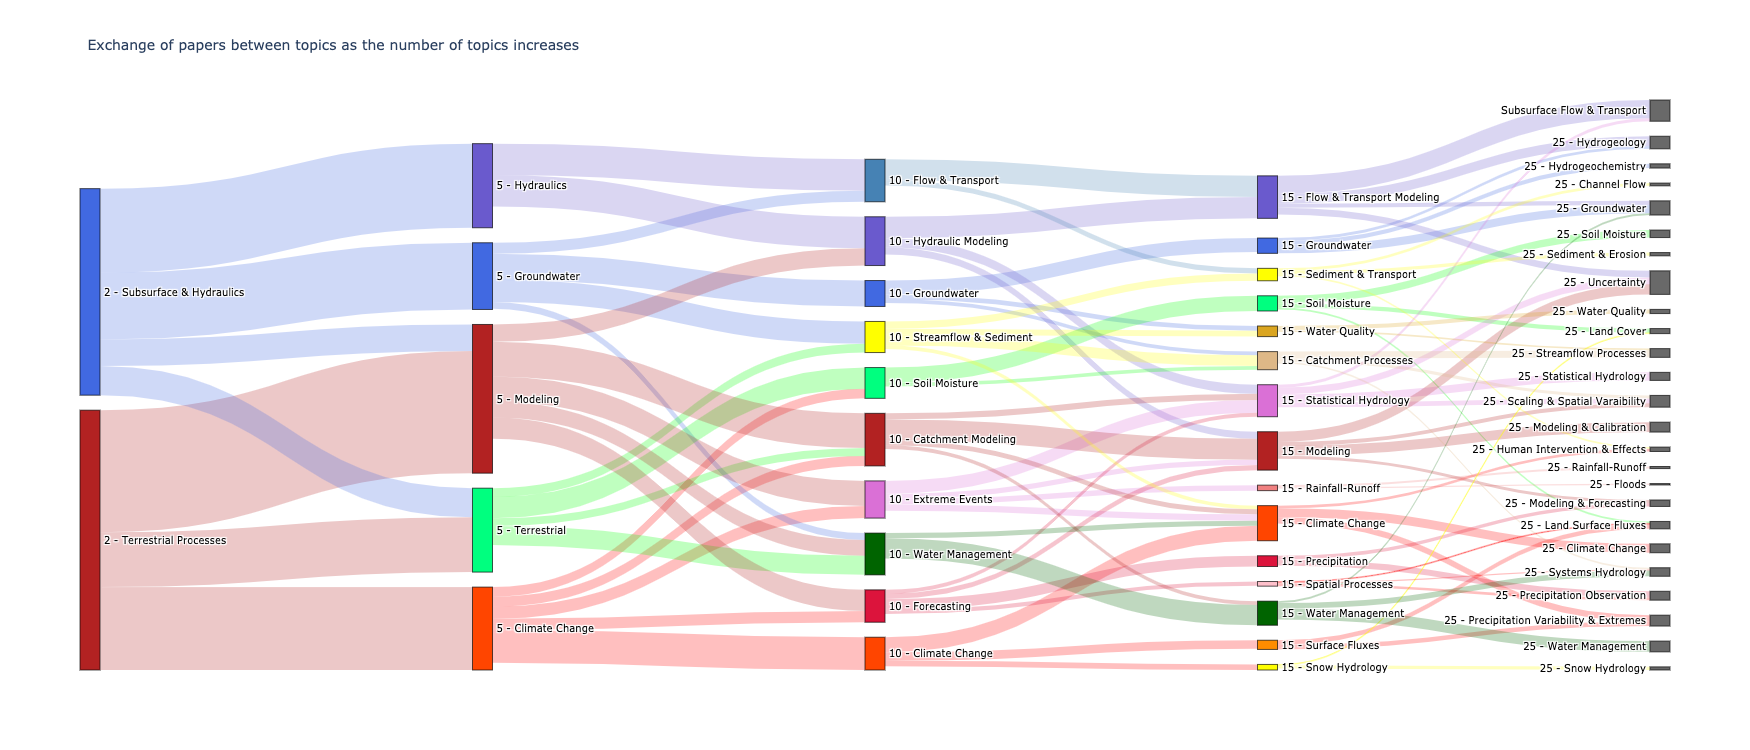 Exchange of papers between topics as the number of topics increases
2 - Subsurface & Hydraulics
2 - Terrestrial Processes
5 - Hydraulics
5 - Groundwater
5 - Modeling
5 - Terrestrial
5 - Climate Change
10 - Flow & Transport
10 - Hydraulic Modeling
10 - Groundwater
10 - Streamflow & Sediment
10 - Soil Moisture
10 - Catchment Modeling
10 - Extreme Events
10 - Water Management
10 - Forecasting
10 - Climate Change
15 - Flow & Transport Modeling
15 - Groundwater
15 - Sediment & Transport
15 - Soil Moisture
15 - Water Quality
15 - Catchment Processes
15 - Statistical Hydrology
15 - Modeling
15 - Rainfall-Runoff
15 - Climate Change
15 - Precipitation
15 - Spatial Processes
15 - Water Management
15 - Surface Fluxes
15 - Snow Hydrology
Subsurface Flow & Transport
25 - Hydrogeology
25 - Hydrogeochemistry
25 - Channel Flow
25 - Groundwater
25 - Soil Moisture
25 - Sediment & Erosion
25 - Uncertainty
25 - Water Quality
25 - Land Cover
25 - Streamflow Processes
25 - Statistical Hydrology
25 - Scaling & Spatial Varaibility
25 - Modeling & Calibration
25 - Human Intervention & Effects
25 - Rainfall-Runoff
25 - Floods
25 - Modeling & Forecasting
25 - Land Surface Fluxes
25 - Climate Change
25 - Systems Hydrology
25 - Precipitation Observation
25 - Precipitation Variability & Extremes
25 - Water Management
25 - Snow Hydrology